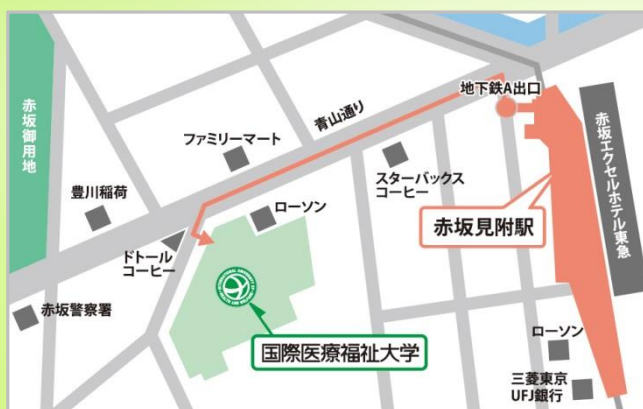 地下鉄A出口
青山通り
赤坂御用地
ファミリーマート
赤坂エクセルホテル東急
スターバックス
コーヒー
豊川稲荷
ローソン
赤坂見附駅
ドトール
コーヒー
赤坂警察署
国際医療福祉大学
ローソン
三菱東京
UFJ銀行